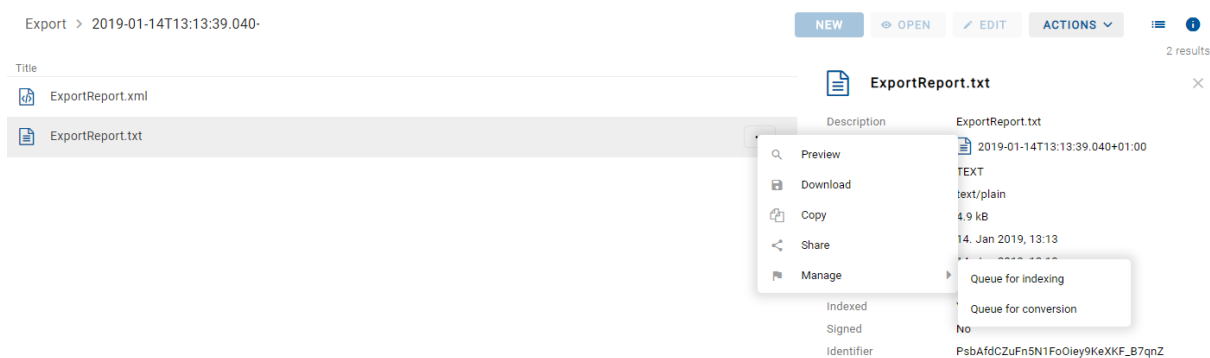 Export > 2019-01-14T13:13:39.040-
NEW OPEN EDIT ACTIONS
2 results
Title
ExportReport.xml
ExportReport.txt
ExportReport.txt
Description ExportReport.txt
2019-01-14T13:13:39.040+01:00
TEXT
text/plain
4.9 kB
14. Jan 2019, 13:13
Preview
Download
Copy
Share
Manage
Queue for indexing
Queue for conversion
Indexed
Signed No
Identifier PsbAfdCZuFn5N1FoOiey9KeXKF_B7qnZ